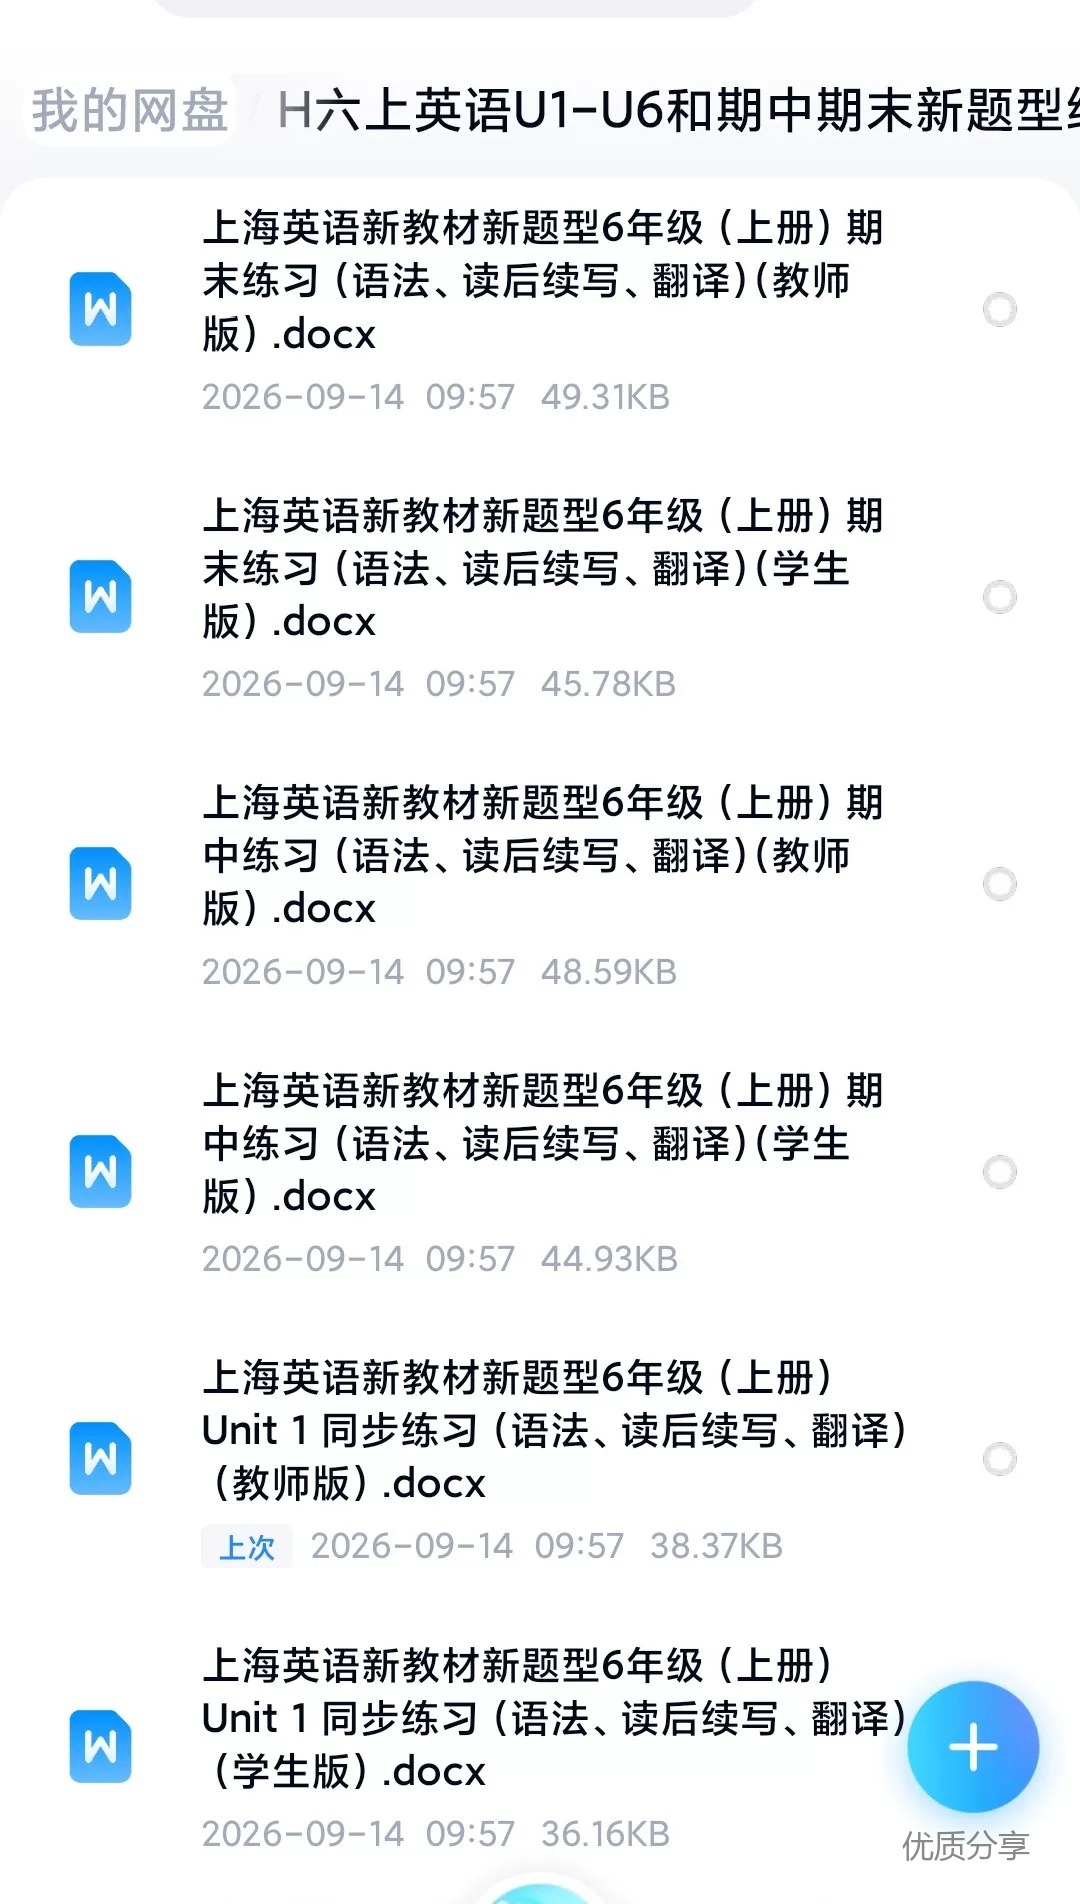 我的网盘 / H六上英语U1-U6和期中期末新题型
上海英语新教材新题型6年级（上册）期
末练习（语法、读后续写、翻译）（教师
版）.docx
2026-09-14 09:57 49.31KB
上海英语新教材新题型6年级（上册）期
末练习（语法、读后续写、翻译）（学生
版）.docx
2026-09-14 09:57 45.78KB
上海英语新教材新题型6年级（上册）期
中练习（语法、读后续写、翻译）（教师
版）.docx
2026-09-14 09:57 48.59KB
上海英语新教材新题型6年级（上册）期
中练习（语法、读后续写、翻译）（学生
版）.docx
2026-09-14 09:57 44.93KB
上海英语新教材新题型6年级（上册）
Unit 1 同步练习（语法、读后续写、翻译）
（教师版）.docx
上次 2026-09-14 09:57 38.37KB
上海英语新教材新题型6年级（上册）
Unit 1 同步练习（语法、读后续写、翻译）
（学生版）.docx
2026-09-14 09:57 36.16KB
优质分享